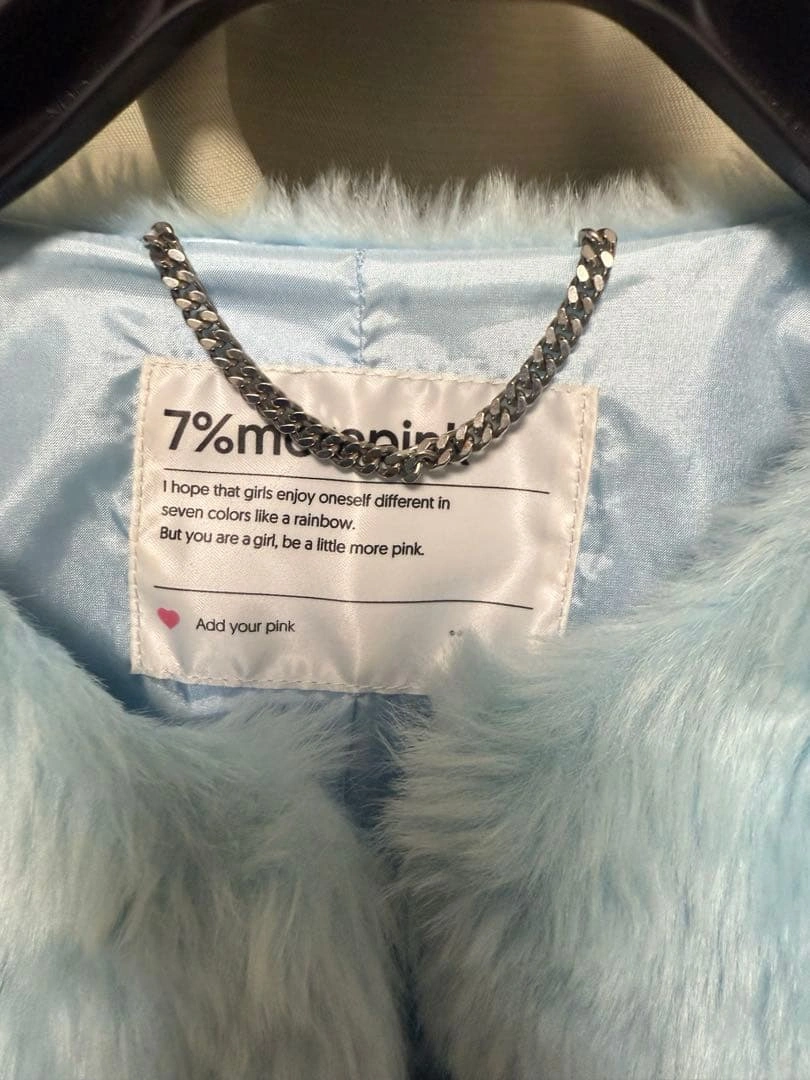 7%morepink
I hope that girls enjoy oneself different in
seven colors like a rainbow.
But you are a girl, be a little more pink.
Add your pink